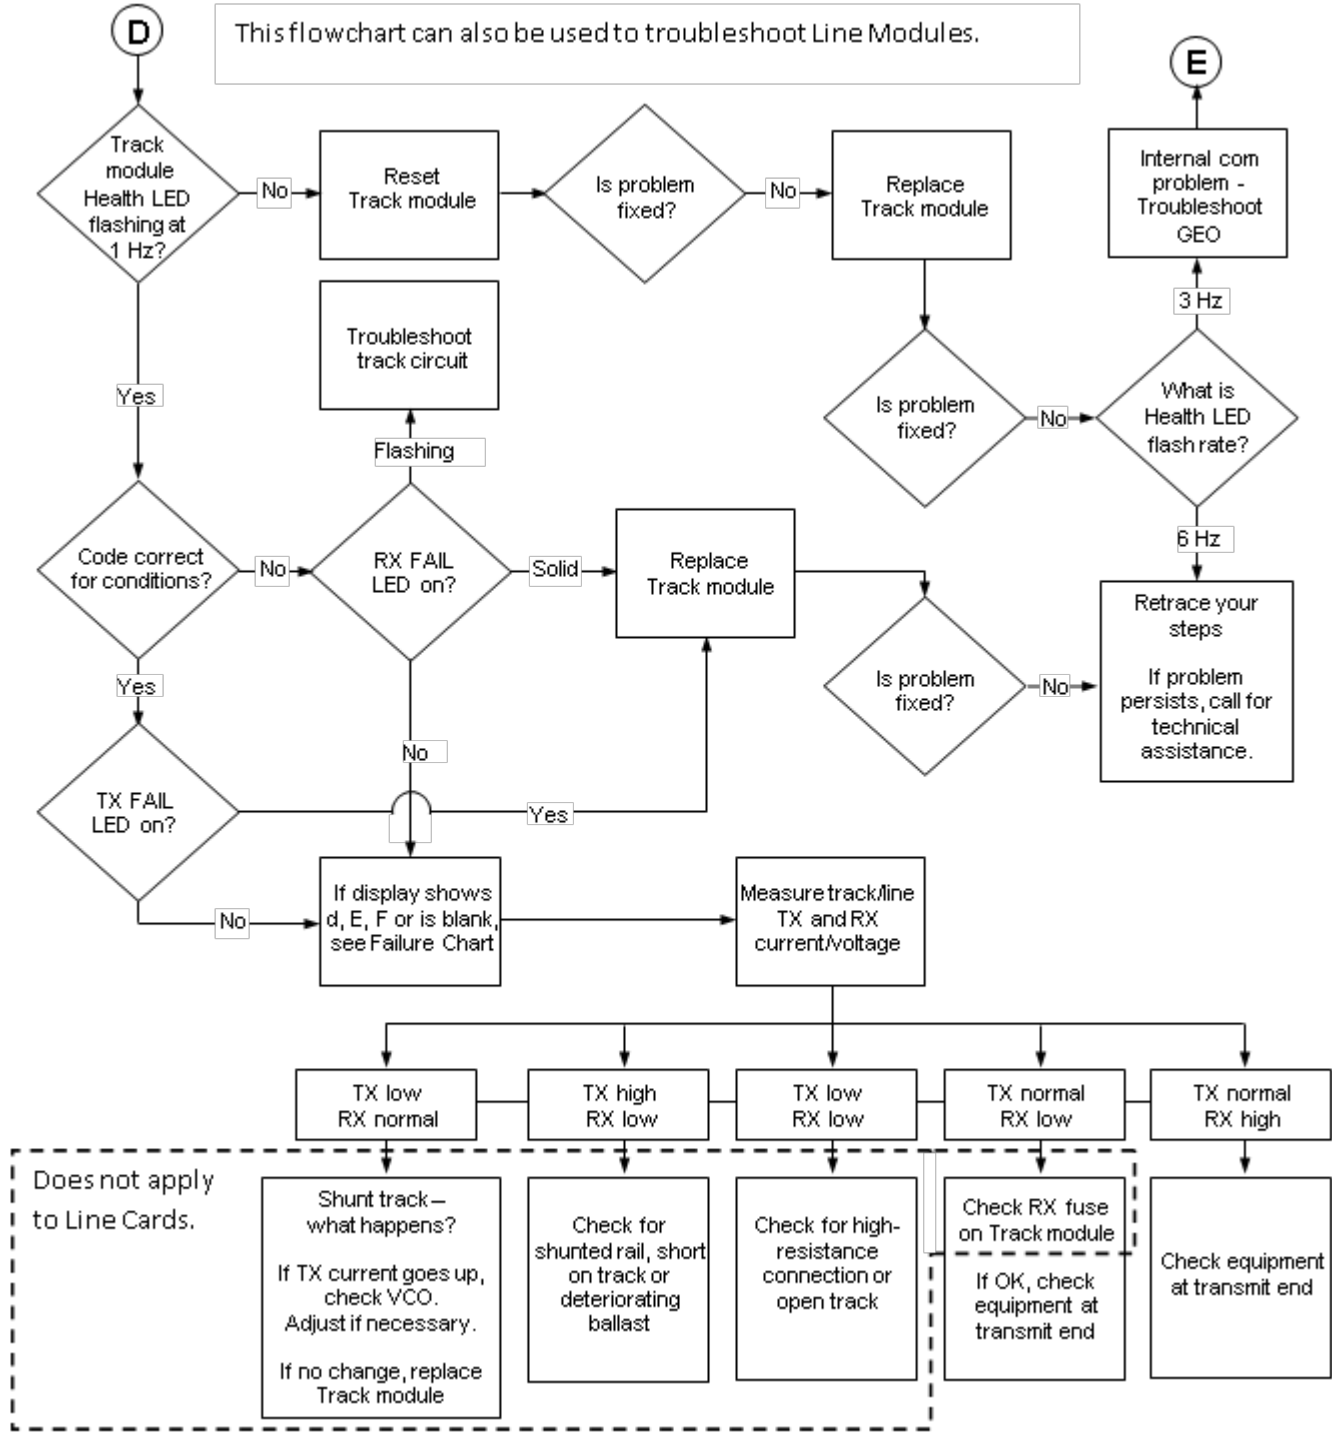 D
This flowchart can also be used to troubleshoot Line Modules.
E
Track
module
Health LED
flashing at
1 Hz?
No
Reset
Track module
Is problem
fixed?
No
Replace
Track module
Internal com
problem -
Troubleshoot
GEO
3 Hz
Troubleshoot
track circuit
Yes
Flashing
Is problem
fixed?
No
What is
Health LED
flash rate?
6 Hz
Code correct
for conditions?
No
RX FAIL
LED on?
Solid
Replace
Track module
Is problem
fixed?
No
Retrace your
steps
If problem
persists, call for
technical
assistance.
Yes
No
TX FAIL
LED on?
Yes
No
If display shows
d, E, F or is blank,
see Failure Chart
Measure track/line
TX and RX
current/voltage
TX low
RX normal
TX high
RX low
TX low
RX low
TX normal
RX low
TX normal
RX high
Does not apply
to Line Cards.
Shunt track –
what happens?
If TX current goes up,
check VCO.
Adjust if necessary.
If no change, replace
Track module
Check for
shunted rail, short
on track or
deteriorating
ballast
Check for high-
resistance
connection or
open track
Check RX fuse
on Track module
If OK, check
equipment at
transmit end
Check equipment
at transmit end